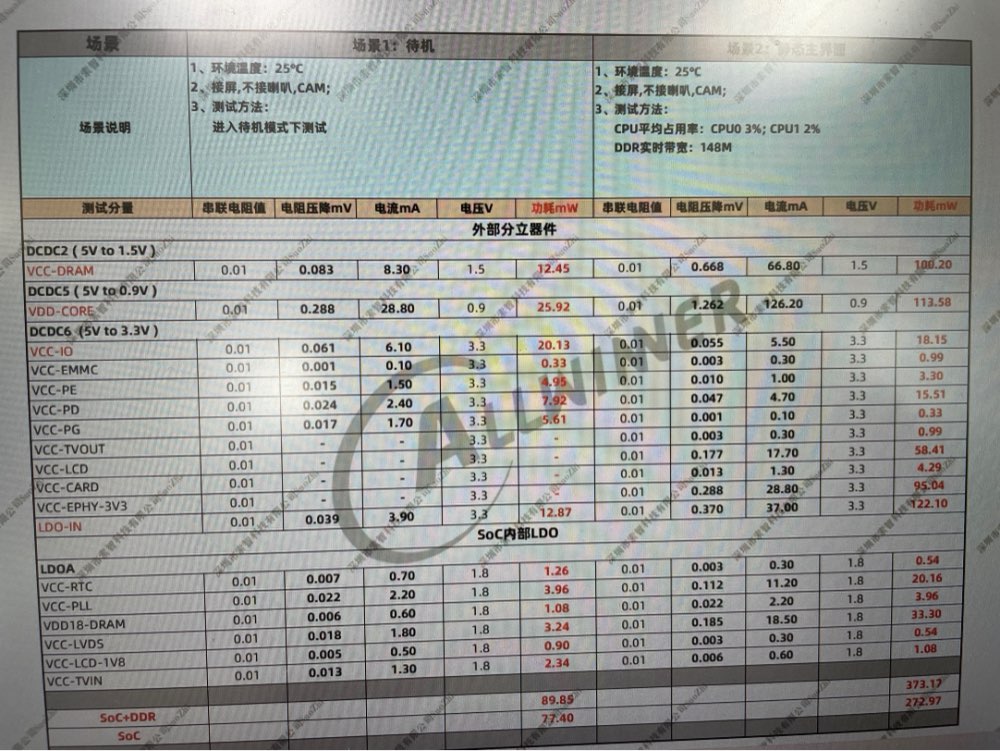 场景 场景1：待机 场景2：静态主界面
场景说明
1、环境温度：25℃
2、接屏,不接喇叭,CAM;
3、测试方法：
进入待机模式下测试
1、环境温度：25℃
2、接屏,不接喇叭,CAM;
3、测试方法：
CPU平均占用率：CPU0 3%; CPU1 2%
DDR实时带宽：148M
测试分量 串联电阻值 电阻压降mV 电流mA 电压V 功耗mW 串联电阻值 电阻压降mV 电流mA 电压V 功耗mW
外部分立器件
DCDC2 ( 5V to 1.5V )
VCC-DRAM 0.01 0.083 8.30 1.5 12.45 0.01 0.668 66.80 1.5 100.20
DCDC5 ( 5V to 0.9V )
VDD-CORE 0.01 0.288 28.80 0.9 25.92 0.01 1.262 126.20 0.9 113.58
DCDC6 (5V to 3.3V )
VCC-IO 0.01 0.061 6.10 3.3 20.13 0.01 0.055 5.50 3.3 18.15
VCC-EMMC 0.01 0.001 0.10 3.3 0.33 0.01 0.003 0.30 3.3 0.99
VCC-PE 0.01 0.015 1.50 3.3 4.95 0.01 0.010 1.00 3.3 3.30
VCC-PD 0.01 0.024 2.40 3.3 7.92 0.01 0.047 4.70 3.3 15.51
VCC-PG 0.01 0.017 1.70 3.3 5.61 0.01 0.001 0.10 3.3 0.33
VCC-TVOUT 0.01 - - 3.3 - 0.01 0.003 0.30 3.3 0.99
VCC-LCD 0.01 - - 3.3 - 0.01 0.177 17.70 3.3 58.41
VCC-CARD 0.01 - - 3.3 - 0.01 0.013 1.30 3.3 4.29
VCC-EPHY-3V3 0.01 - - 3.3 - 0.01 0.288 28.80 3.3 95.04
LDO-IN 0.01 0.039 3.90 3.3 12.87 0.01 0.370 37.00 3.3 122.10
SoC内部LDO
LDOA
VCC-RTC 0.01 0.007 0.70 1.8 1.26 0.01 0.003 0.30 1.8 0.54
VCC-PLL 0.01 0.022 2.20 1.8 3.96 0.01 0.112 11.20 1.8 20.16
VDD18-DRAM 0.01 0.006 0.60 1.8 1.08 0.01 0.022 2.20 1.8 3.96
VCC-LVDS 0.01 0.018 1.80 1.8 3.24 0.01 0.185 18.50 1.8 33.30
VCC-LCD-1V8 0.01 0.005 0.50 1.8 0.90 0.01 0.003 0.30 1.8 0.54
VCC-TVIN 0.01 0.013 1.30 1.8 2.34 0.01 0.006 0.60 1.8 1.08
SoC+DDR 89.85 373.17
SoC 77.40 272.97
ALLWINER